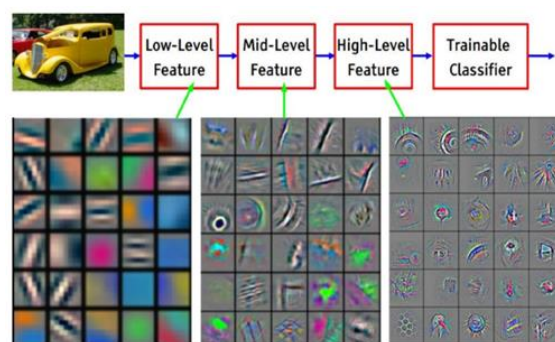 Low-Level
Feature
Mid-Level
Feature
High-Level
Feature
Trainable
Classifier